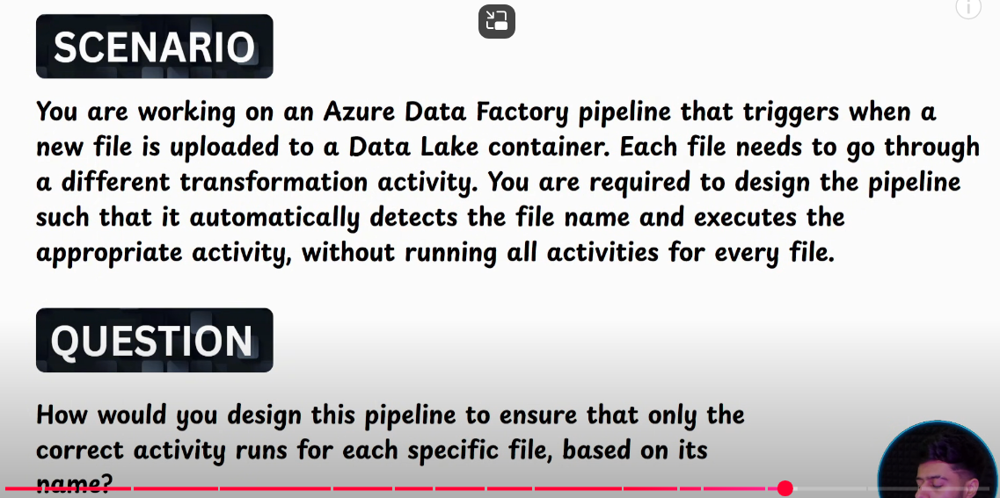 SCENARIO
You are working on an Azure Data Factory pipeline that triggers when a
new file is uploaded to a Data Lake container. Each file needs to go through
a different transformation activity. You are required to design the pipeline
such that it automatically detects the file name and executes the
appropriate activity, without running all activities for every file.
QUESTION
How would you design this pipeline to ensure that only the
correct activity runs for each specific file, based on its
name?